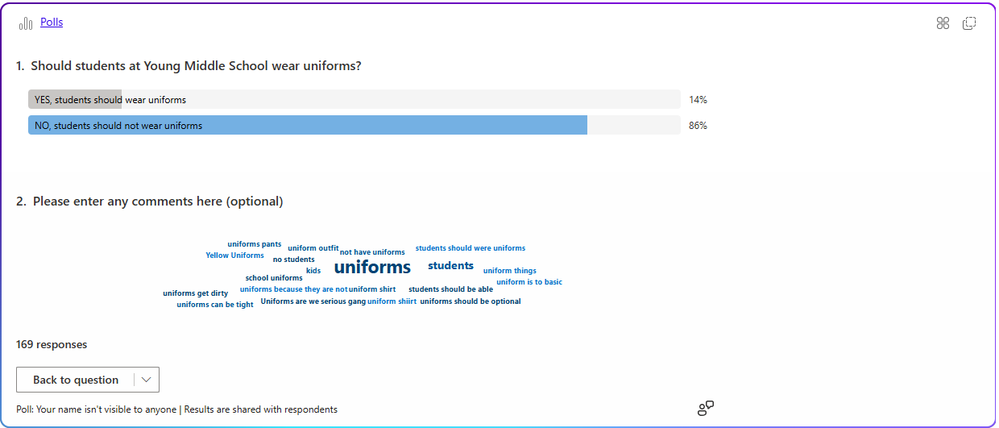 Polls
1. Should students at Young Middle School wear uniforms?
YES, students should wear uniforms 14%
NO, students should not wear uniforms 86%
2. Please enter any comments here (optional)
uniforms pants
uniform outfit
students should were uniforms
Yellow Uniforms
not have uniforms
no students
uniforms
students
kids
uniform things
school uniforms
uniform is to basic
uniforms because they are not
uniform shirt
students should be able
uniforms get dirty
uniforms can be tight
Uniforms are we serious gang
uniform shiirt
uniforms should be optional
169 responses
Back to question
Poll: Your name isn't visible to anyone | Results are shared with respondents